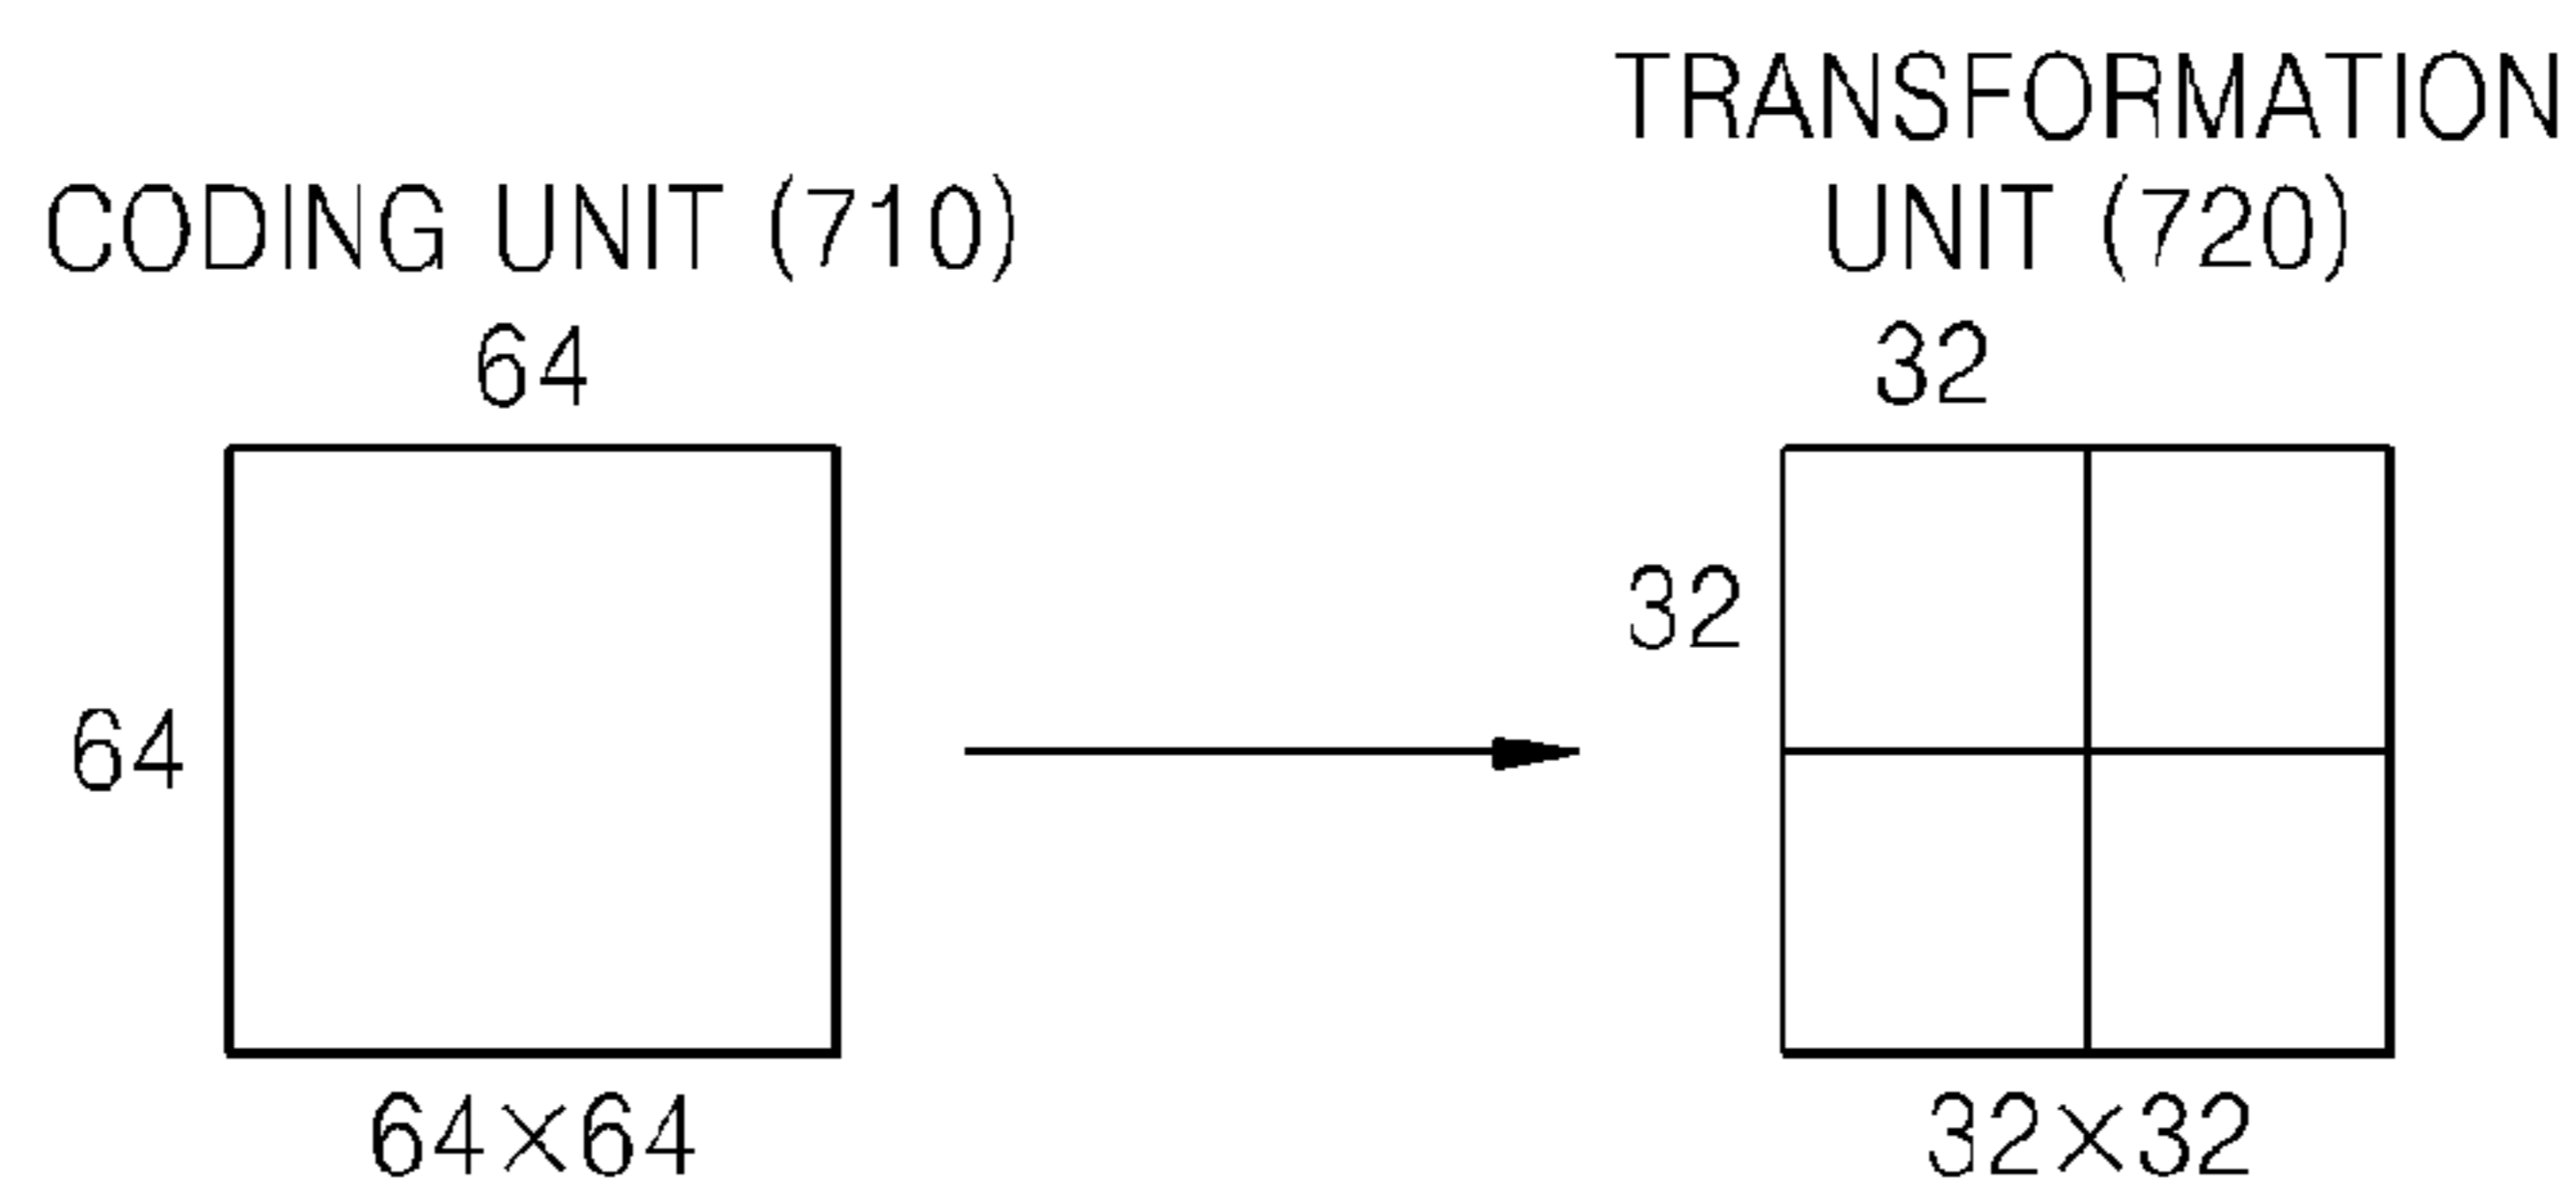 CODING UNIT (710)
64
64
64×64
TRANSFORMATION
UNIT (720)
32
32
32×32